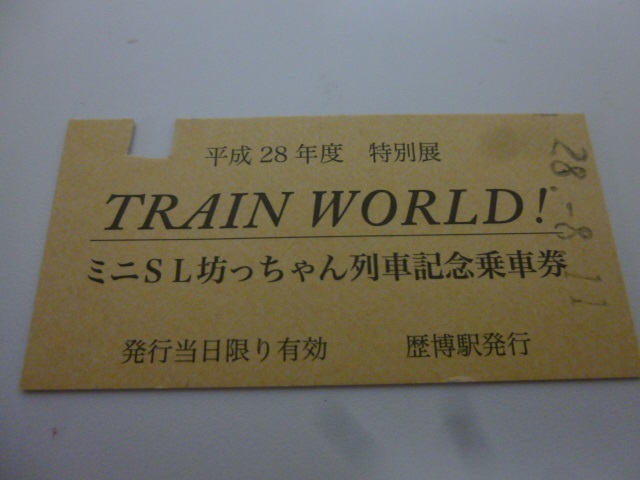 平成28年度 特別展
TRAIN WORLD!
ミニSL坊っちゃん列車記念乗車券
発行当日限り有効 歴博駅発行
28.-8.11